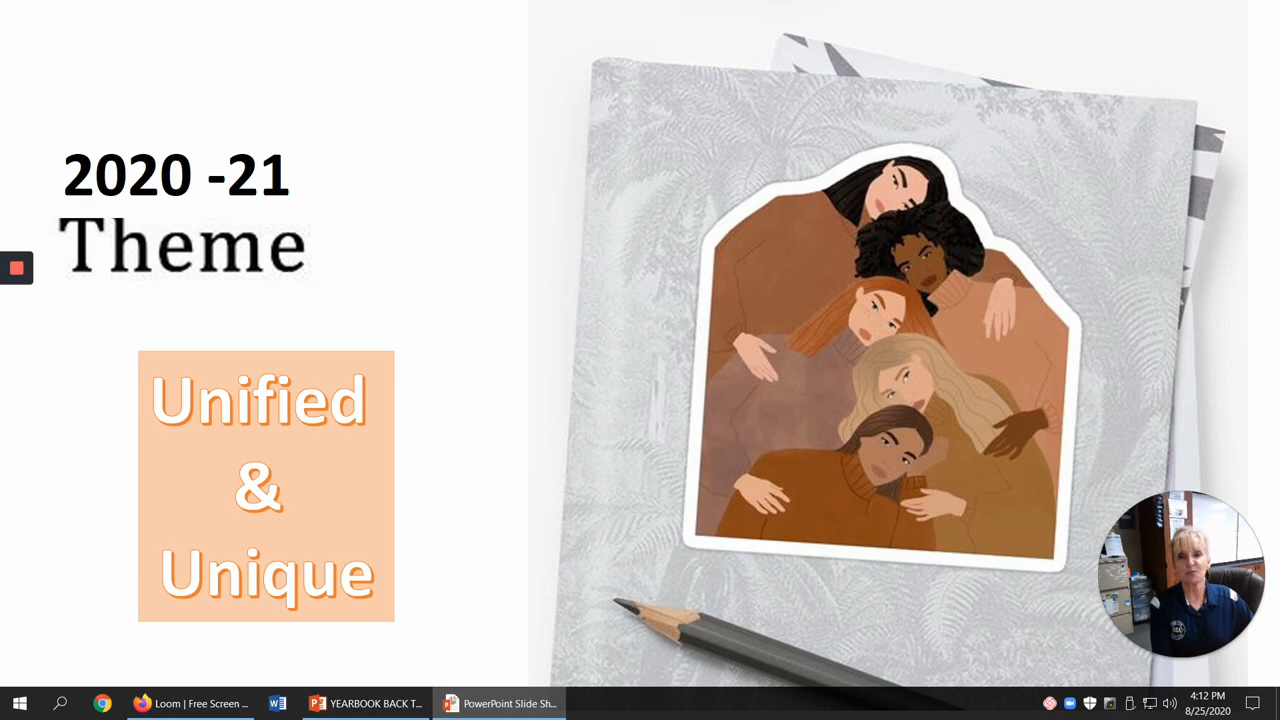 2020 -21
Theme
Unified
&
Unique
Loom | Free Screen ...
YEARBOOK BACK T...
PowerPoint Slide Sh...
4:12 PM
8/25/2020